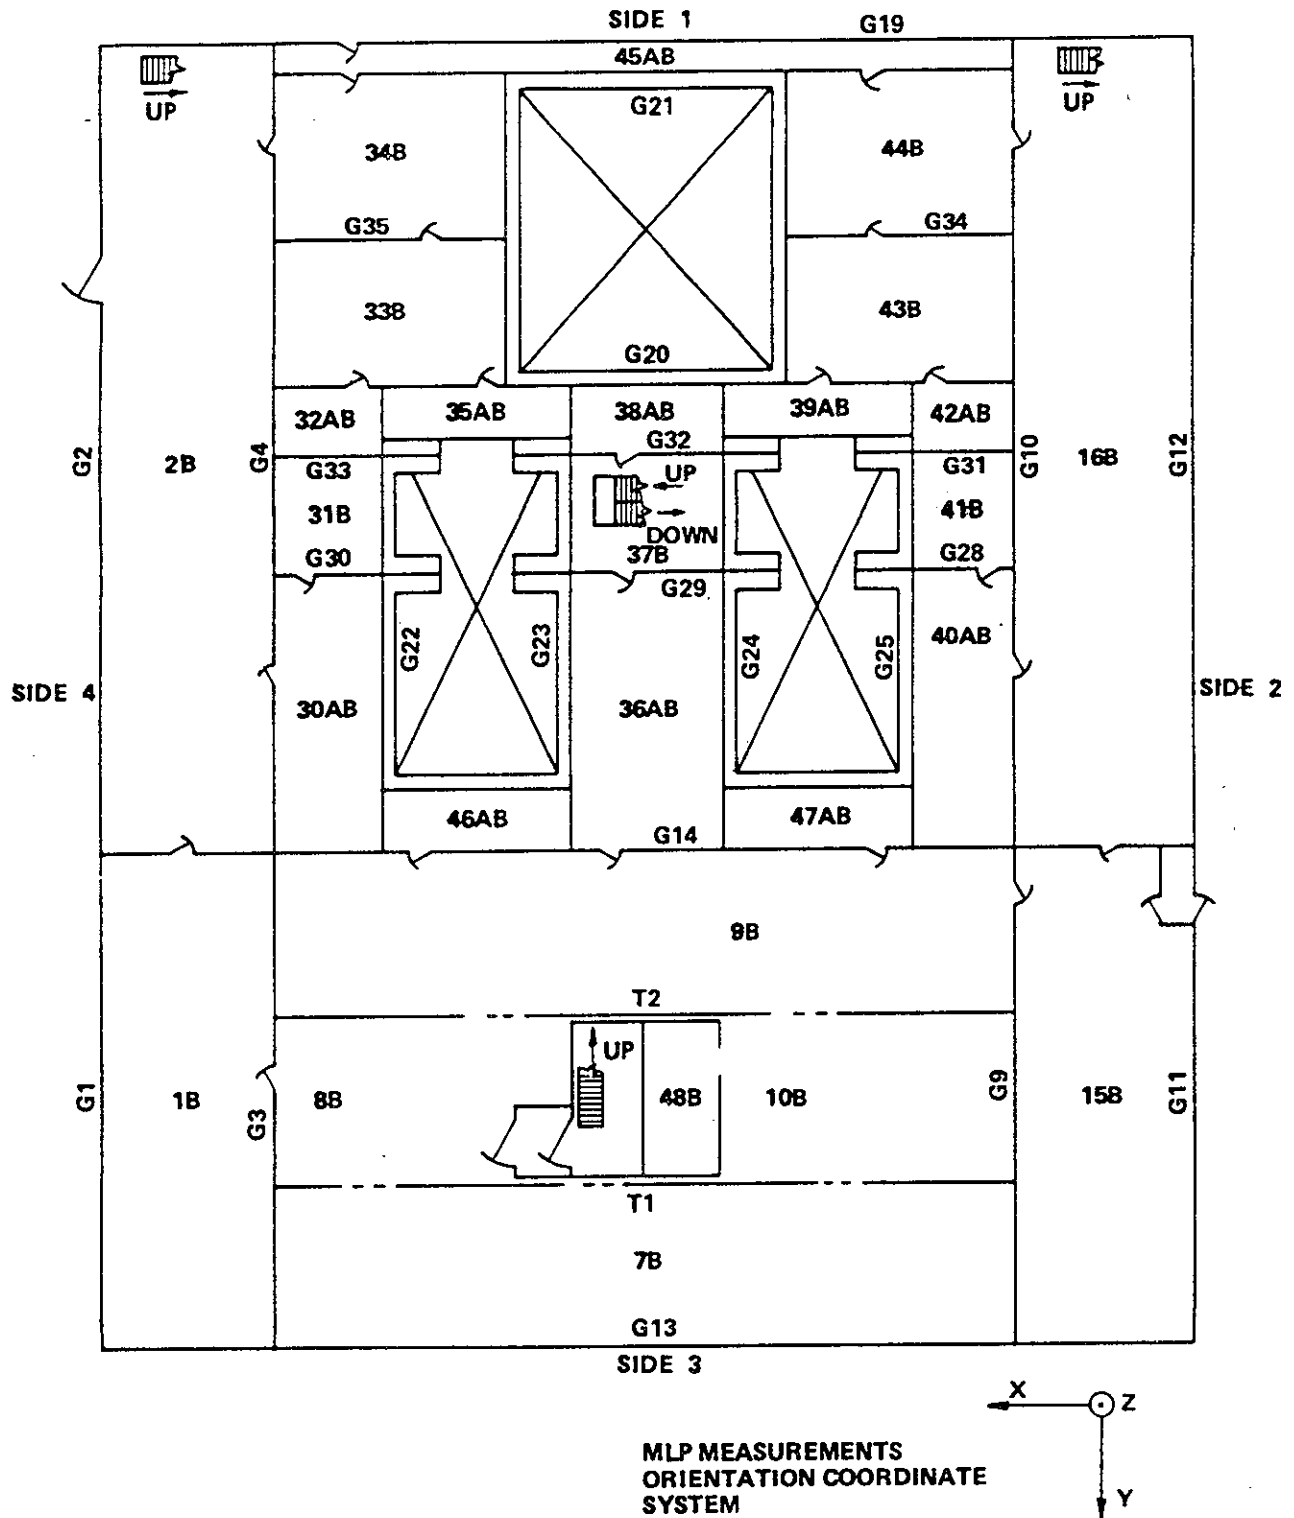 SIDE 1
G19
45AB
UP
UP
G21
34B
44B
G35
G34
33B
43B
G20
32AB
35AB
38AB
39AB
42AB
G2
2B
G4
G33
G32
G31
G10
16B
G12
UP
31B
41B
DOWN
G30
37B
G28
G29
G22
G23
G24
G25
40AB
SIDE 4
30AB
36AB
SIDE 2
46AB
G14
47AB
9B
T2
UP
G1
1B
G3
8B
48B
10B
G9
15B
G11
T1
7B
G13
SIDE 3
X
Z
Y
MLP MEASUREMENTS
ORIENTATION COORDINATE
SYSTEM